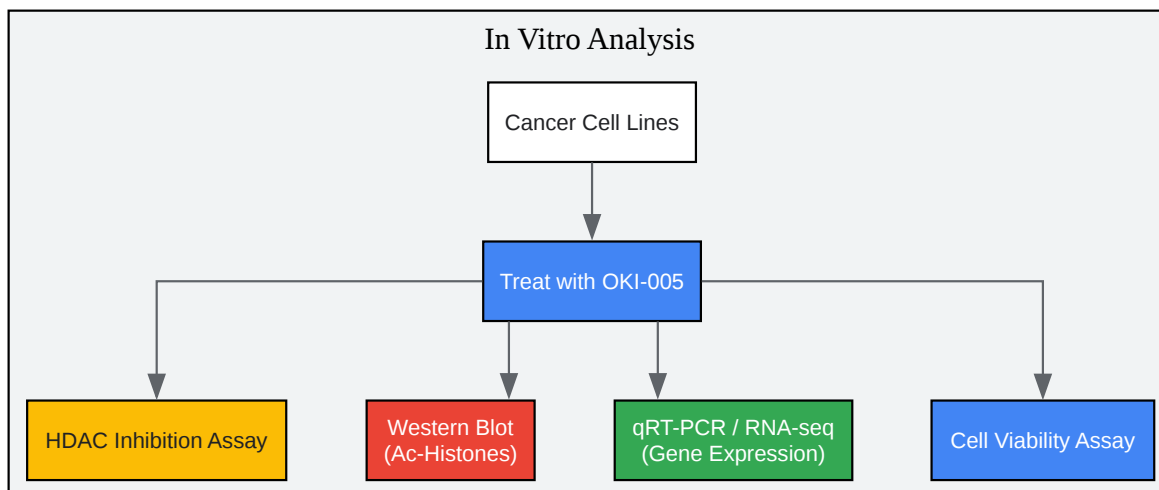 In Vitro Analysis
Cancer Cell Lines
Treat with OKI-005
HDAC Inhibition Assay
Western Blot
(Ac-Histones)
qRT-PCR / RNA-seq
(Gene Expression)
Cell Viability Assay